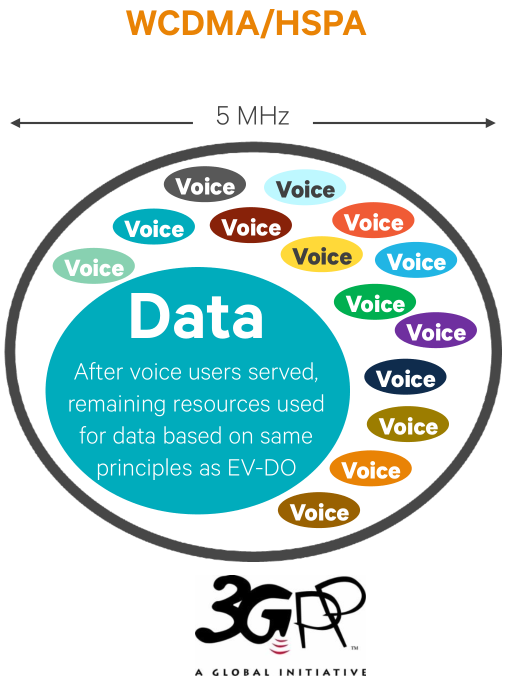 WCDMA/HSPA
5 MHz
Voice
Voice
Voice
Voice
Voice
Voice
Voice
Voice
Data
After voice users served,
remaining resources used
for data based on same
principles as EV-DO
Voice
Voice
Voice
Voice
Voice
Voice
3GPP
TM
A GLOBAL INITIATIVE